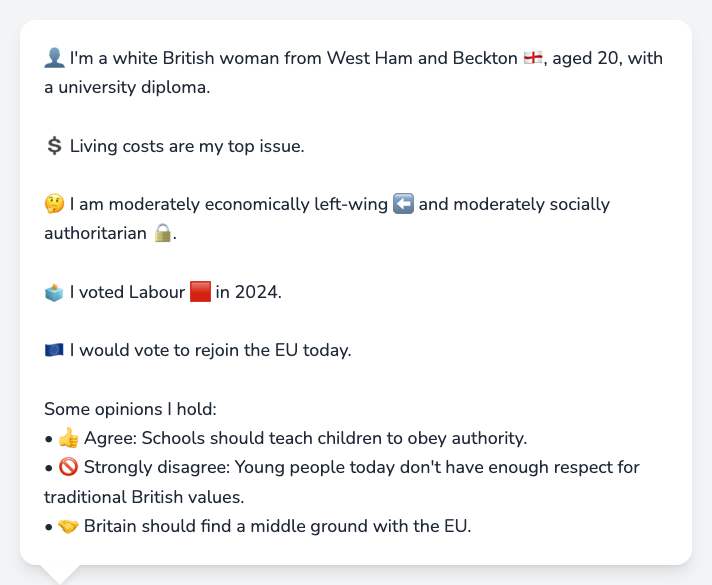 👤 I'm a white British woman from West Ham and Beckton 🏴󠁧󠁢󠁥󠁮󠁧󠁿, aged 20, with
a university diploma.
💲 Living costs are my top issue.
🤔 I am moderately economically left-wing ⬅️ and moderately socially
authoritarian 🔒.
🗳️ I voted Labour 🟥 in 2024.
🇪🇺 I would vote to rejoin the EU today.
Some opinions I hold:
• 👍 Agree: Schools should teach children to obey authority.
• 🚫 Strongly disagree: Young people today don't have enough respect for
traditional British values.
• 🤝 Britain should find a middle ground with the EU.